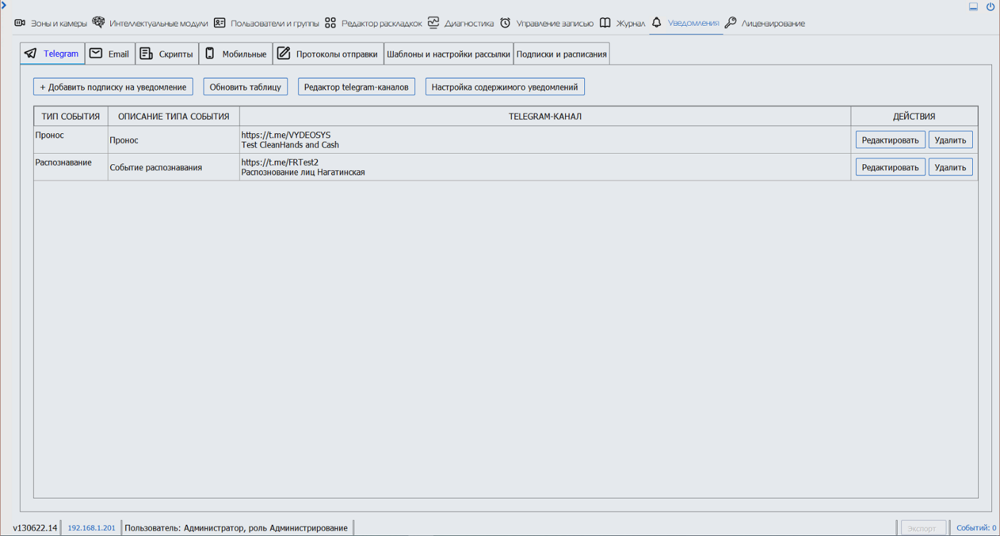 Зоны и камеры Интеллектуальные модули Пользователи и группы Редактор раскладкок Диагностика Управление записью Журнал Уведомления Лицензирование
Telegram Email Скрипты Мобильные Протоколы отправки Шаблоны и настройки рассылки Подписки и расписания
+ Добавить подписку на уведомление Обновить таблицу Редактор telegram-каналов Настройка содержимого уведомлений
ТИП СОБЫТИЯ ОПИСАНИЕ ТИПА СОБЫТИЯ TELEGRAM-КАНАЛ ДЕЙСТВИЯ
Пронос Пронос https://t.me/VYDEOSYS
Test CleanHands and Cash Редактировать Удалить
Распознавание Событие распознавания https://t.me/FRTest2
Распознование лиц Нагатинская Редактировать Удалить
v130622.14 192.168.1.201 Пользователь: Администратор, роль Администрирование Экспорт Событий: 0